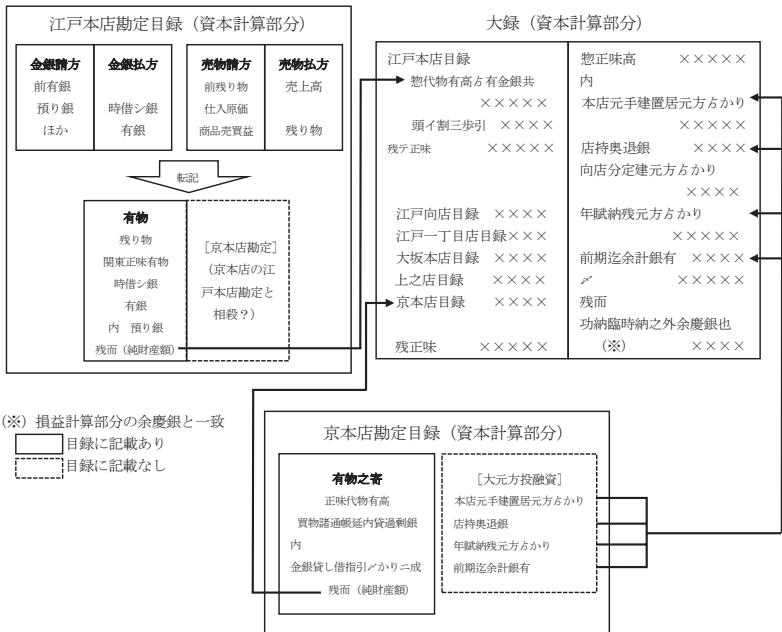 江戸本店勘定目録（資本計算部分）
金銀請方
前有銀
預り銀
ほか
金銀払方
時借シ銀
有銀
売物請方
前残り物
仕入原価
商品売買益
売物払方
売上高
残り物
転記
有物
残り物
関東正味有物
時借シ銀
有銀
内　預り銀
残而（純財産額）
［京本店勘定］
（京本店の江
戸本店勘定と
相殺？）
大録（資本計算部分）
江戸本店目録
惣代物有高ゟ有金銀共
×××××
頭イ割三歩引　××××
残テ正味　×××××
江戸向店目録　××××
江戸一丁目店目録×××
大坂本店目録　××××
上之店目録　××××
京本店目録　××××
残正味　×××××
惣正味高　×××××
内
本店元手建置居元方ゟかり
×××××
店持奥退銀　××××
向店分定建元方ゟかり
××××
年賦納残元方ゟかり
×××××
前期迄余計銀有　××××
〆　×××××
残而
功納臨時納之外余慶銀也
（※）　××××
（※）損益計算部分の余慶銀と一致
目録に記載あり
目録に記載なし
京本店勘定目録（資本計算部分）
有物之寄
正味代物有高
買物諸通帳延内貸過剰銀
内
金銀貸し借指引〆かりニ成
残而（純財産額）
［大元方投融資］
本店元手建置居元方ゟかり
店持奥退銀
年賦納残元方ゟかり
前期迄余計銀有